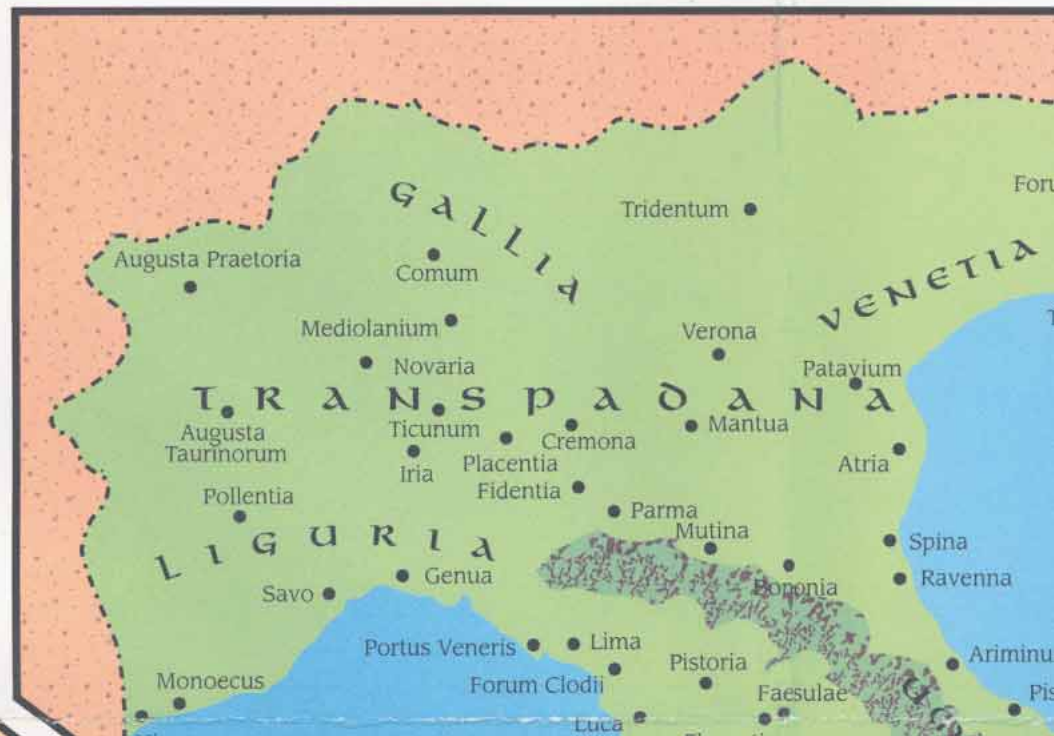 GALLIA
Tridentum
Augusta Praetoria
Comum
VENETIA
Mediolanium
Verona
Novaria
Patavium
TRANSPADANA
Augusta
Taurinorum
Ticunum
Cremona
Mantua
Iria
Placentia
Atria
Fidentia
Pollentia
Parma
Mutina
LIGURIA
Spina
Genua
Bononia
Ravenna
Savo
Portus Veneris
Lima
Pistoria
Forum Clodii
Monoecus
Faesulae
Luca